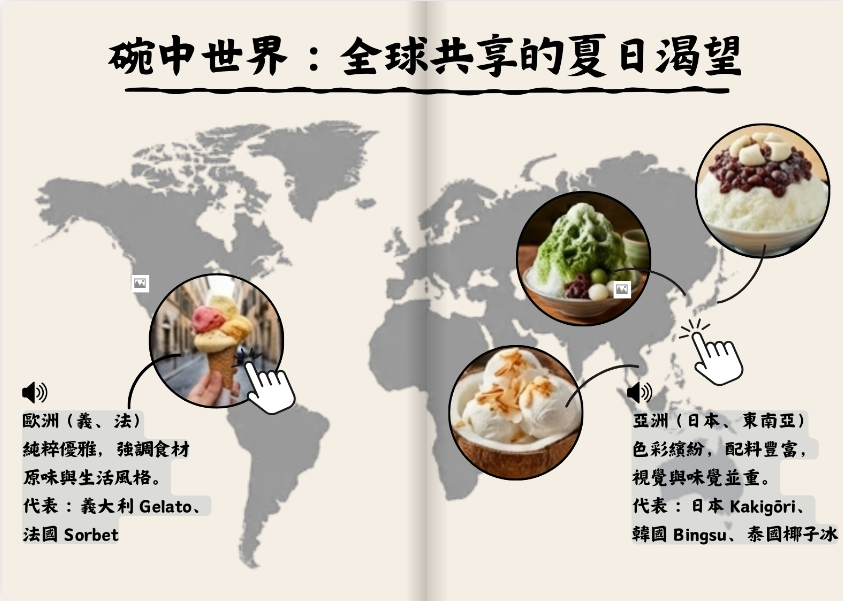 碗中世界：全球共享的夏日渴望
歐洲（義、法）
純粹優雅，強調食材
原味與生活風格。
代表：義大利 Gelato、
法國 Sorbet
亞洲（日本、東南亞）
色彩繽紛，配料豐富，
視覺與味覺並重。
代表：日本 Kakigōri、
韓國 Bingsu、泰國椰子冰